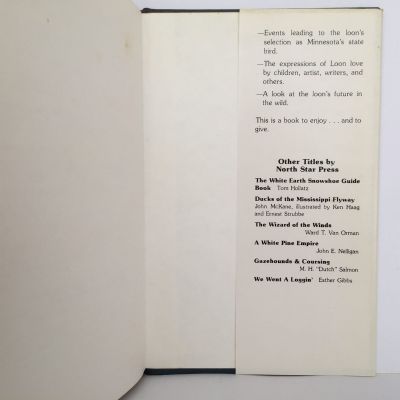 —Events leading to the loon's
selection as Minnesota's state
bird.
—The expressions of Loon love
by children, artist, writers, and
others.
—A look at the loon's future in
the wild.
This is a book to enjoy . . . and to
give.
Other Titles by
North Star Press
The White Earth Snowshoe Guide
Book Tom Hollatz
Ducks of the Mississippi Flyway
John McKane, illustrated by Ken Haag
and Ernest Strubbe
The Wizard of the Winds
Ward T. Van Orman
A White Pine Empire
John E. Nelligan
Gazehounds & Coursing
M. H. "Dutch" Salmon
We Went A Loggin' Esther Gibbs